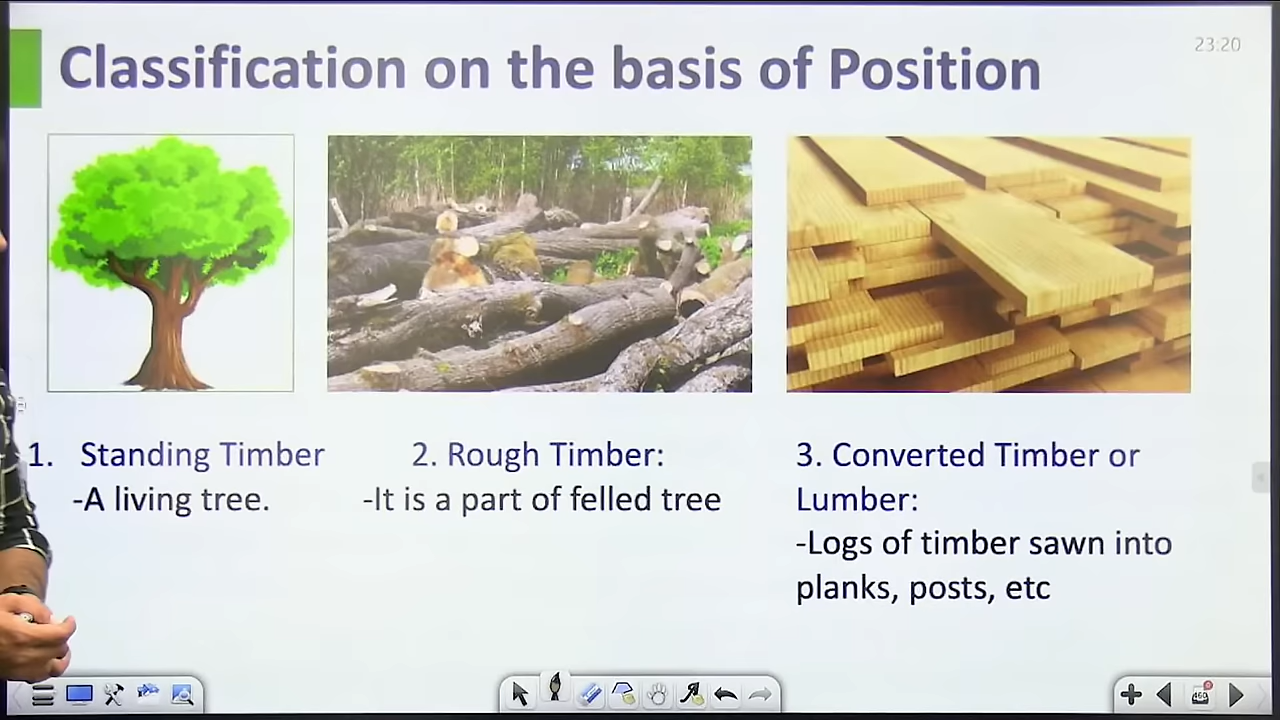 Classification on the basis of Position
23:20
1. Standing Timber
-A living tree.
2. Rough Timber:
-It is a part of felled tree
3. Converted Timber or
Lumber:
-Logs of timber sawn into
planks, posts, etc